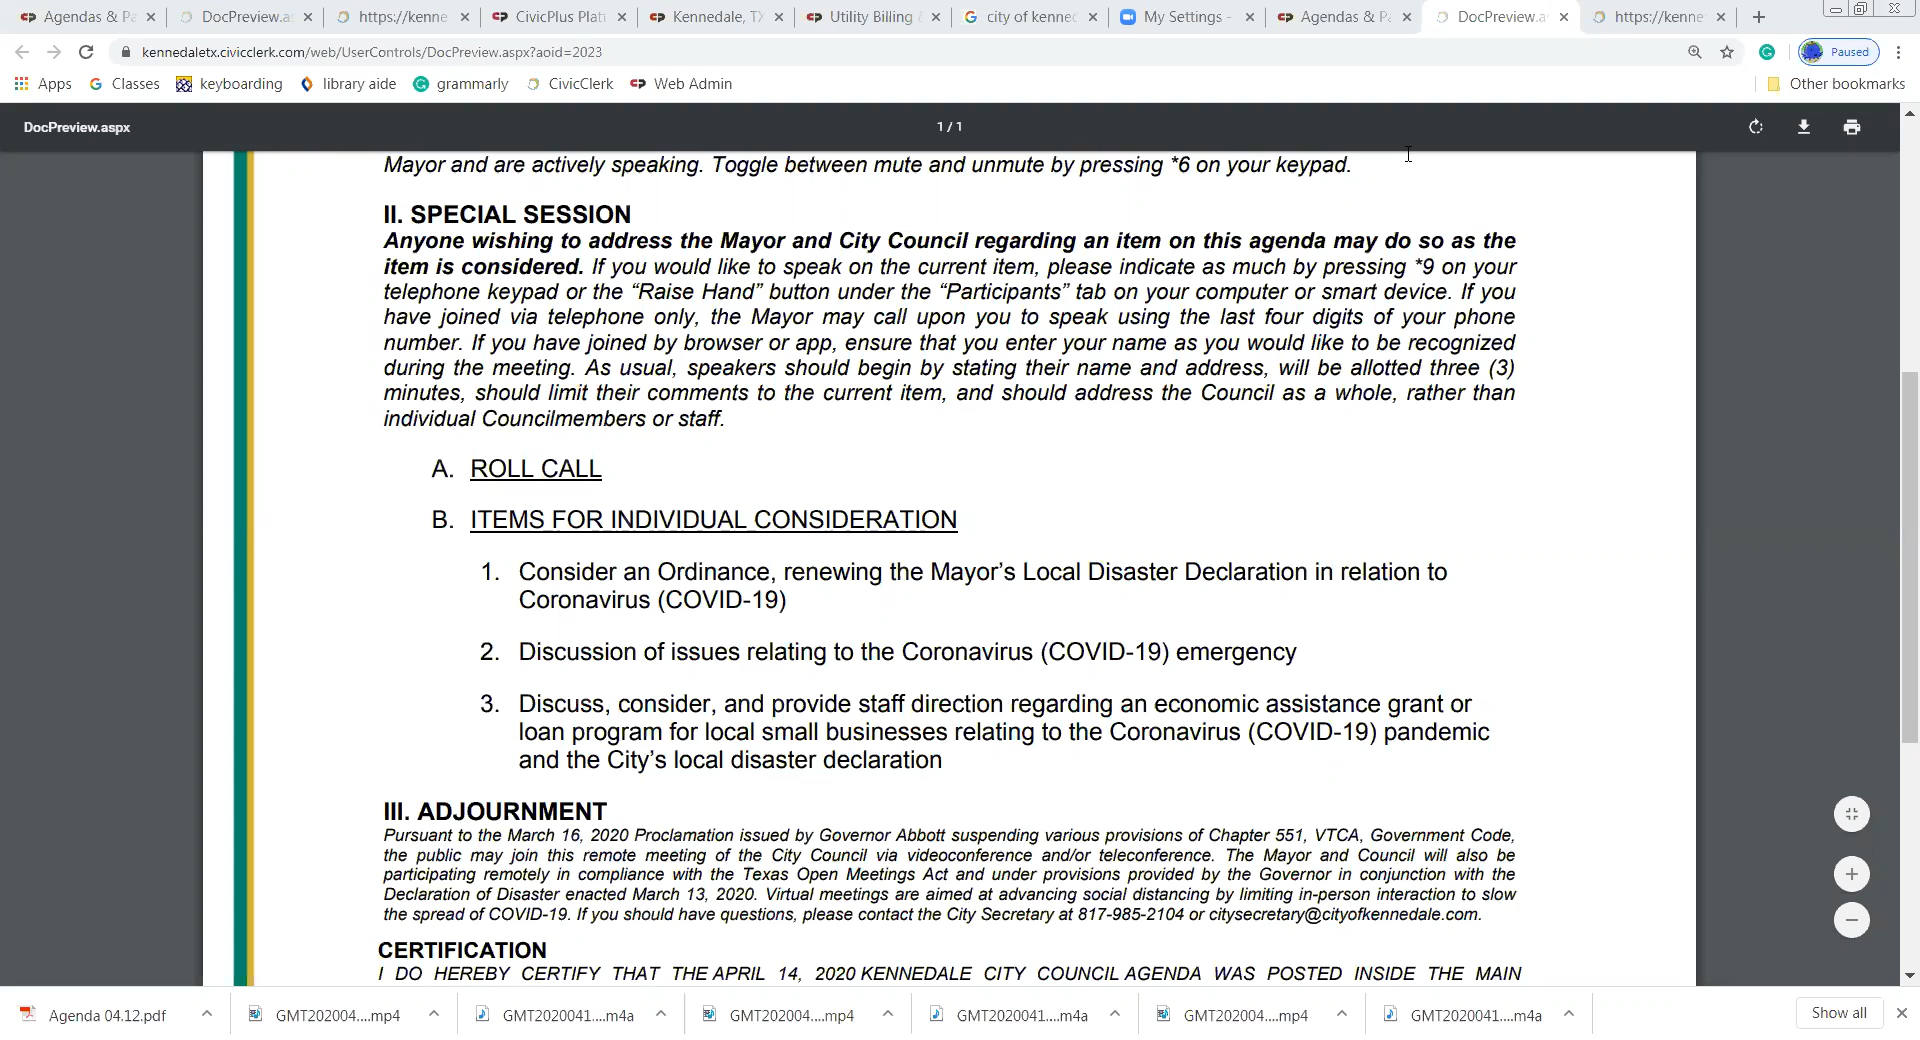 Agendas & Pa
DocPreview.a
https://kenne
CivicPlus Plat
Kennedale, TX
Utility Billing
city of kenned
My Settings -
Agendas & Pa
DocPreview.a
https://kenne
kennedaletx.civicclerk.com/web/UserControls/DocPreview.aspx?aoid=2023
Paused
Apps
Classes
keyboarding
library aide
grammarly
CivicClerk
Web Admin
Other bookmarks
DocPreview.aspx
1 / 1
Mayor and are actively speaking. Toggle between mute and unmute by pressing *6 on your keypad.
II. SPECIAL SESSION
Anyone wishing to address the Mayor and City Council regarding an item on this agenda may do so as the
item is considered. If you would like to speak on the current item, please indicate as much by pressing *9 on your
telephone keypad or the “Raise Hand” button under the “Participants” tab on your computer or smart device. If you
have joined via telephone only, the Mayor may call upon you to speak using the last four digits of your phone
number. If you have joined by browser or app, ensure that you enter your name as you would like to be recognized
during the meeting. As usual, speakers should begin by stating their name and address, will be allotted three (3)
minutes, should limit their comments to the current item, and should address the Council as a whole, rather than
individual Councilmembers or staff.
A. ROLL CALL
B. ITEMS FOR INDIVIDUAL CONSIDERATION
1. Consider an Ordinance, renewing the Mayor’s Local Disaster Declaration in relation to
Coronavirus (COVID-19)
2. Discussion of issues relating to the Coronavirus (COVID-19) emergency
3. Discuss, consider, and provide staff direction regarding an economic assistance grant or
loan program for local small businesses relating to the Coronavirus (COVID-19) pandemic
and the City’s local disaster declaration
III. ADJOURNMENT
Pursuant to the March 16, 2020 Proclamation issued by Governor Abbott suspending various provisions of Chapter 551, VTCA, Government Code,
the public may join this remote meeting of the City Council via videoconference and/or teleconference. The Mayor and Council will also be
participating remotely in compliance with the Texas Open Meetings Act and under provisions provided by the Governor in conjunction with the
Declaration of Disaster enacted March 13, 2020. Virtual meetings are aimed at advancing social distancing by limiting in-person interaction to slow
the spread of COVID-19. If you should have questions, please contact the City Secretary at 817-985-2104 or citysecretary@cityofkennedale.com.
CERTIFICATION
I DO HEREBY CERTIFY THAT THE APRIL 14, 2020 KENNEDALE CITY COUNCIL AGENDA WAS POSTED INSIDE THE MAIN
Agenda 04.12.pdf
GMT202004....mp4
GMT2020041....m4a
GMT202004....mp4
GMT2020041....m4a
GMT202004....mp4
GMT2020041....m4a
Show all